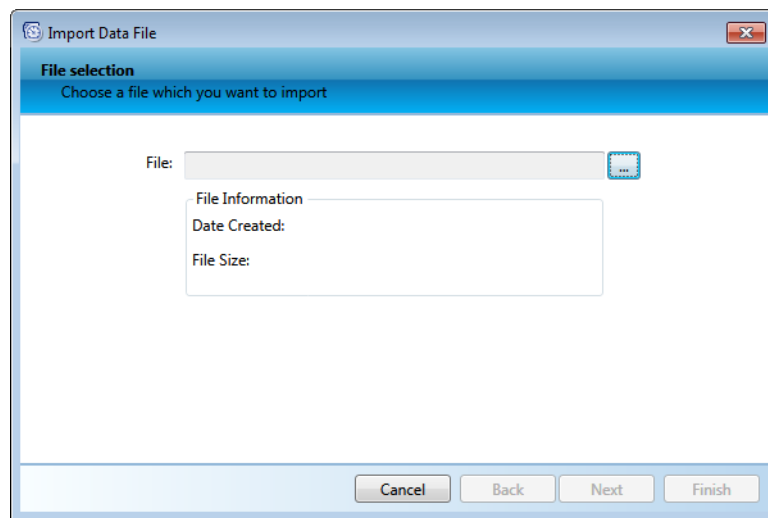 Import Data File
File selection
Choose a file which you want to import
File:
...
File Information
Date Created:
File Size:
Cancel Back Next Finish